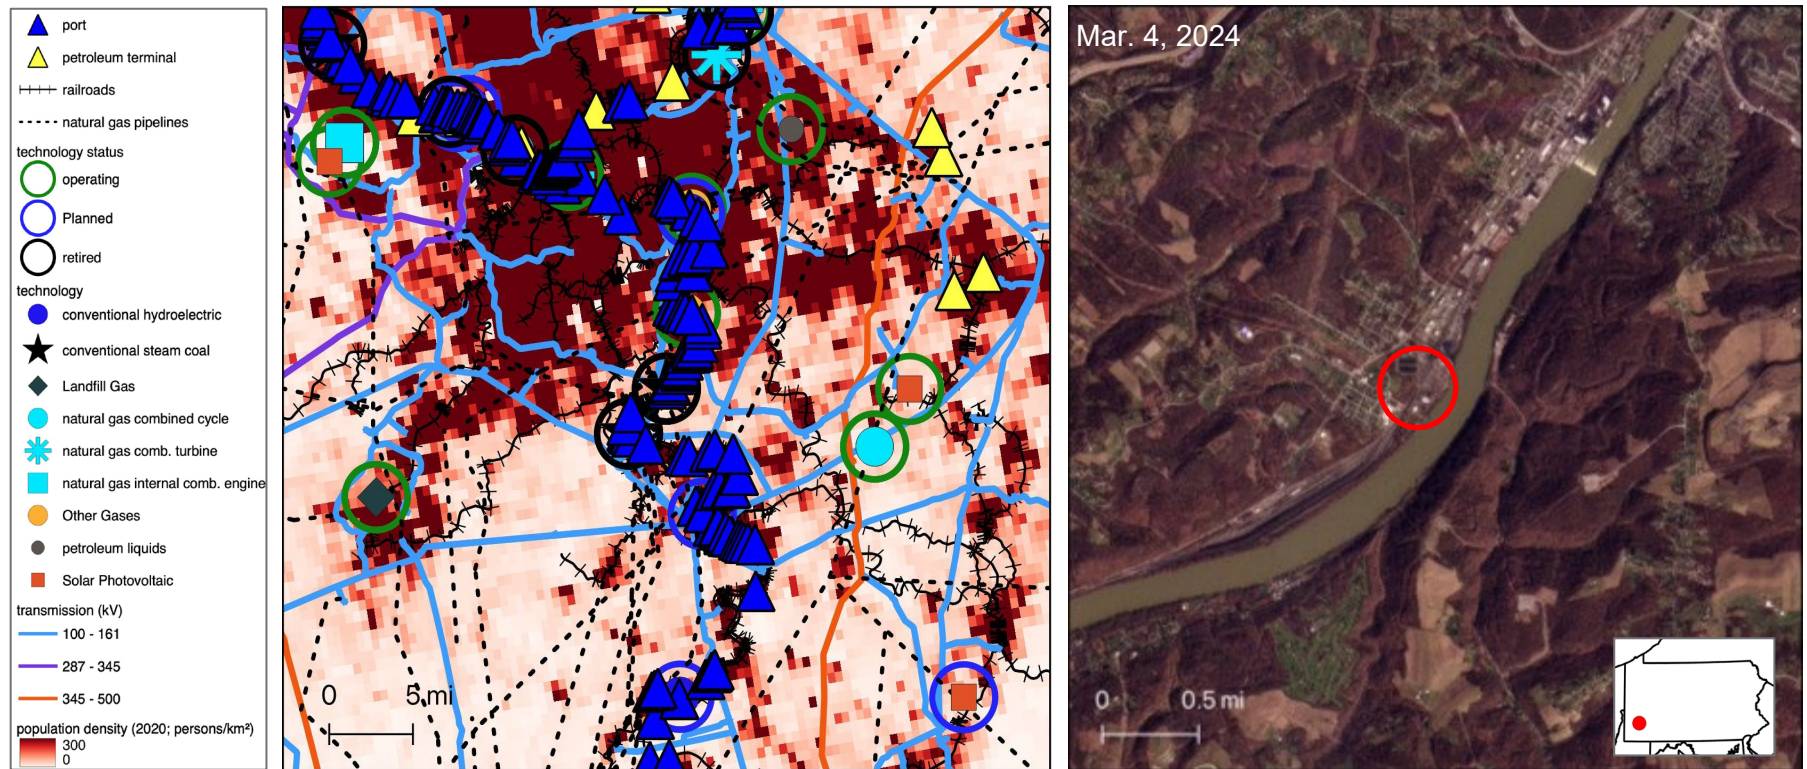 port
petroleum terminal
railroads
natural gas pipelines
technology status
operating
Planned
retired
technology
conventional hydroelectric
conventional steam coal
Landfill Gas
natural gas combined cycle
natural gas comb. turbine
natural gas internal comb. engine
Other Gases
petroleum liquids
Solar Photovoltaic
transmission (kV)
100 - 161
287 - 345
345 - 500
population density (2020; persons/km²)
300
0
0 5 mi
Mar. 4, 2024
0 0.5 mi